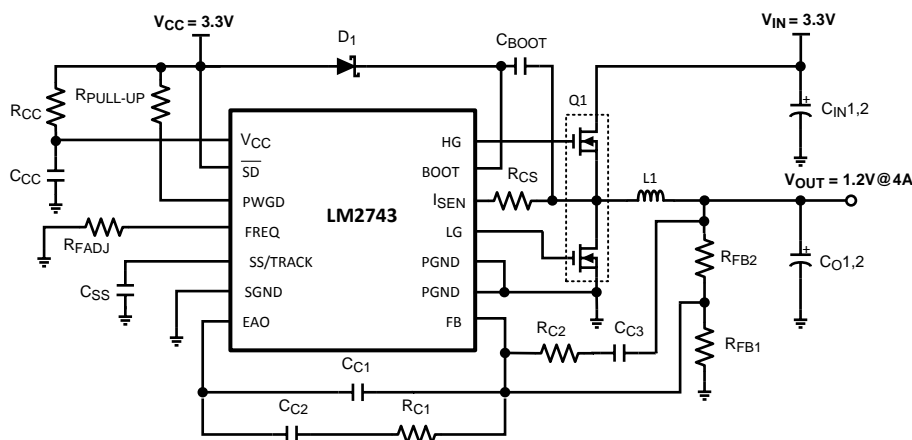 VCC = 3.3V
VIN = 3.3V
D1
CBOOT
RCC
RPULL-UP
Q1
+
CIN1,2
VCC
HG
CCC
SD
BOOT
RCS
L1
VOUT = 1.2V@4A
PWGD
ISEN
LM2743
FREQ
LG
RFADJ
RFB2
+
CO1,2
SS/TRACK
PGND
CSS
SGND
PGND
EAO
FB
RC2
CC3
RFB1
CC1
CC2
RC1